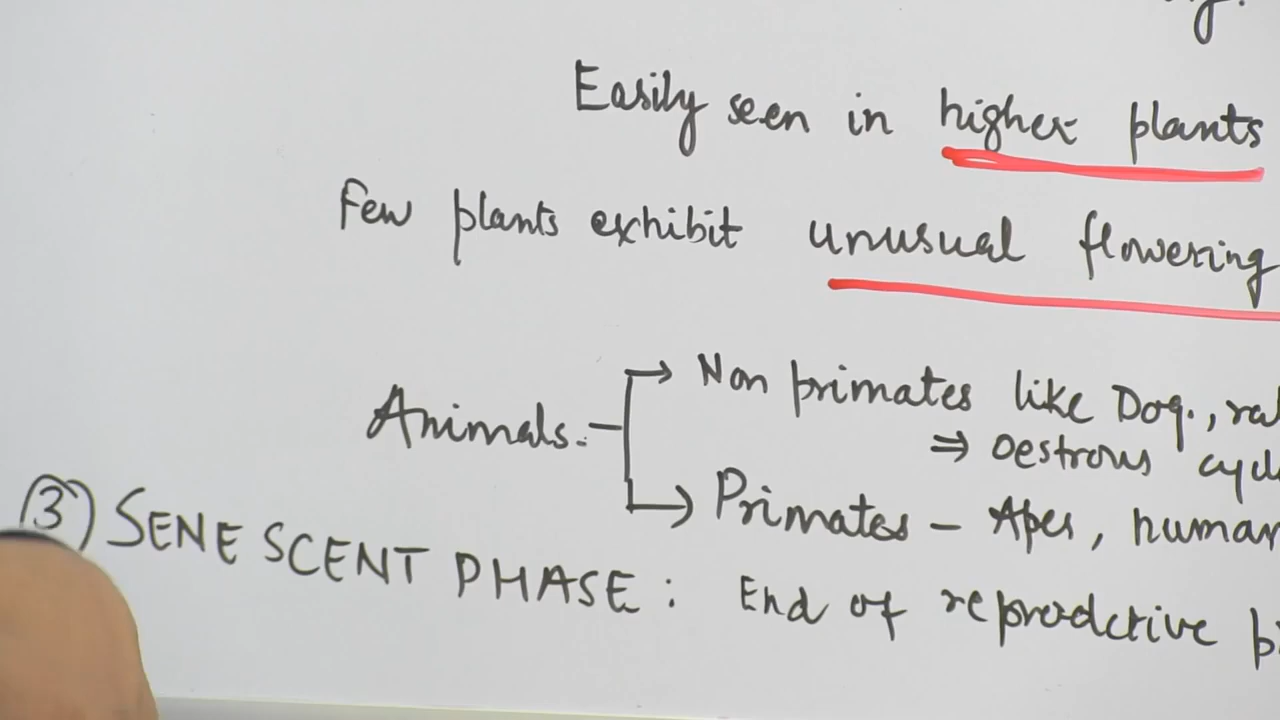 Easily seen in higher plants
Few plants exhibit unusual flowering
Animals. → Non primates like Dog.,
⇒ Oestrous
→ Primates - Apes, human
③ SENESCENT PHASE : End of reprodctive